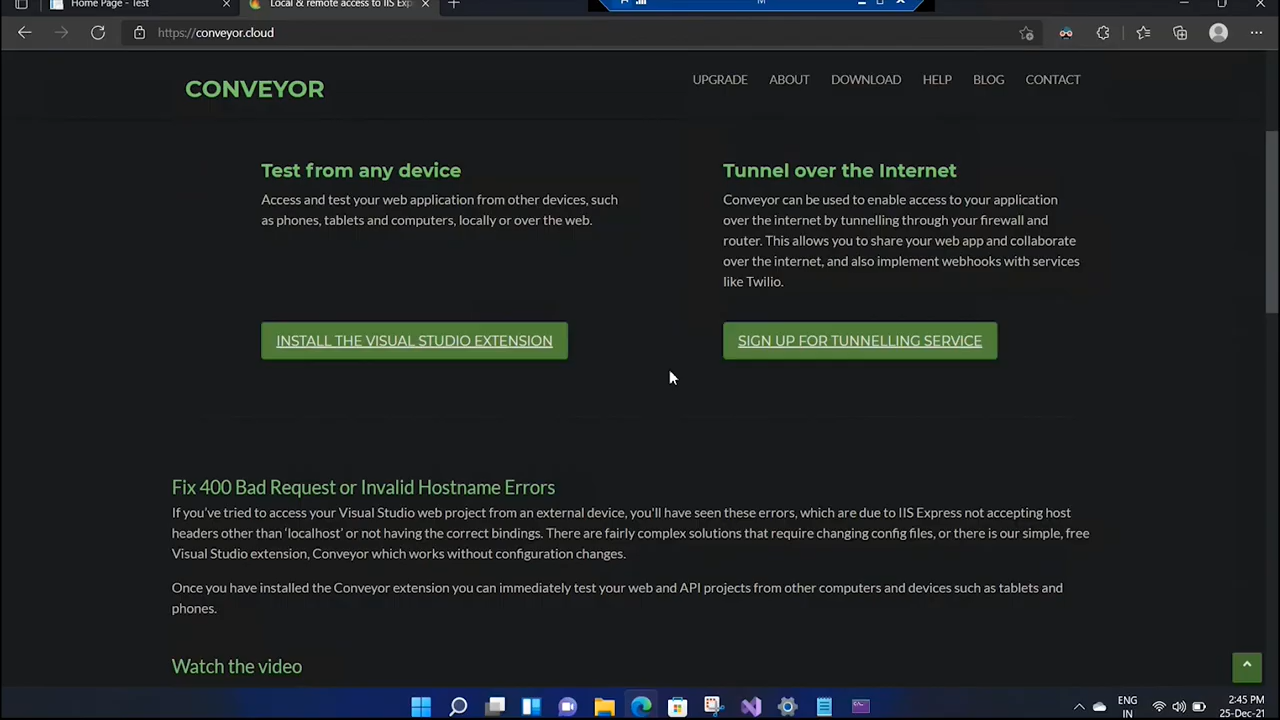 Home Page - Test
Local & remote access to IIS Exp
https://conveyor.cloud
CONVEYOR
UPGRADE ABOUT DOWNLOAD HELP BLOG CONTACT
Test from any device
Access and test your web application from other devices, such
as phones, tablets and computers, locally or over the web.
INSTALL THE VISUAL STUDIO EXTENSION
Tunnel over the Internet
Conveyor can be used to enable access to your application
over the internet by tunnelling through your firewall and
router. This allows you to share your web app and collaborate
over the internet, and also implement webhooks with services
like Twilio.
SIGN UP FOR TUNNELLING SERVICE
Fix 400 Bad Request or Invalid Hostname Errors
If you've tried to access your Visual Studio web project from an external device, you'll have seen these errors, which are due to IIS Express not accepting host
headers other than 'localhost' or not having the correct bindings. There are fairly complex solutions that require changing config files, or there is our simple, free
Visual Studio extension, Conveyor which works without configuration changes.
Once you have installed the Conveyor extension you can immediately test your web and API projects from other computers and devices such as tablets and
phones.
Watch the video
ENG
IN
2:45 PM
25-Dec-21